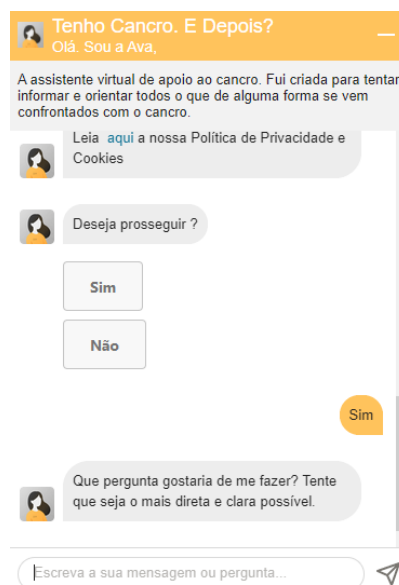 Tenho Cancro. E Depois?
Olá. Sou a Ava,
A assistente virtual de apoio ao cancro. Fui criada para tentar
informar e orientar todos o que de alguma forma se vem
confrontados com o cancro.
Leia aqui a nossa Política de Privacidade e
Cookies
Deseja prosseguir ?
Sim
Não
Sim
Que pergunta gostaria de me fazer? Tente
que seja o mais direta e clara possível.
Escreva a sua mensagem ou pergunta...